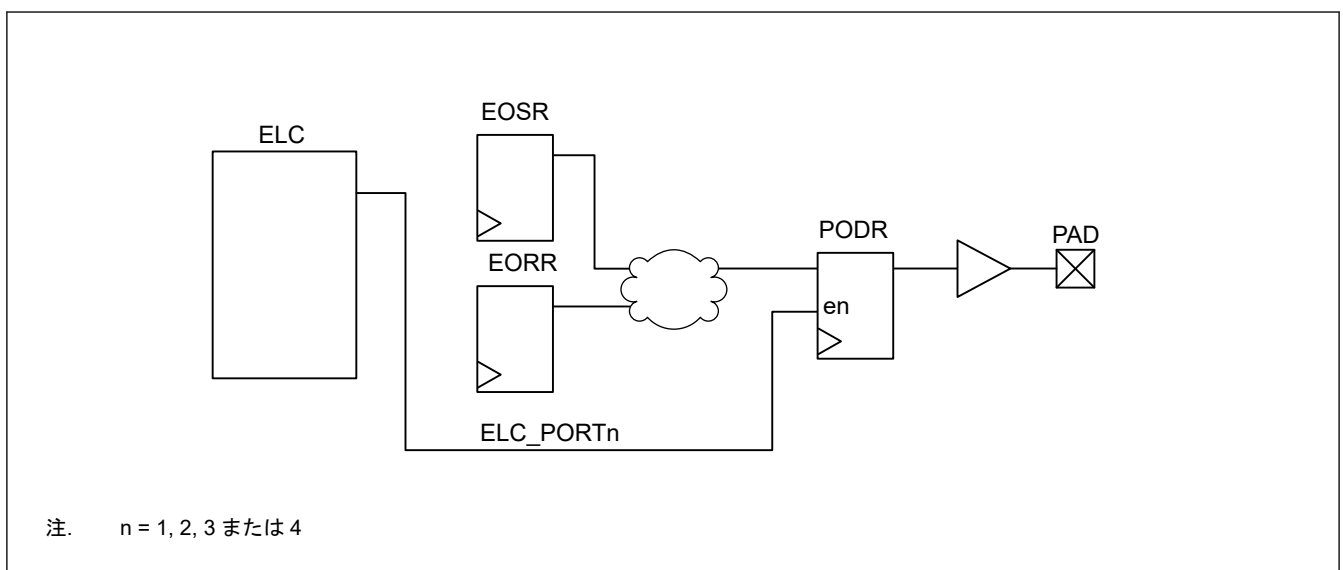 EOSR
ELC
EORR
PODR
PAD
en
ELC_PORTn
注. n = 1, 2, 3 または 4